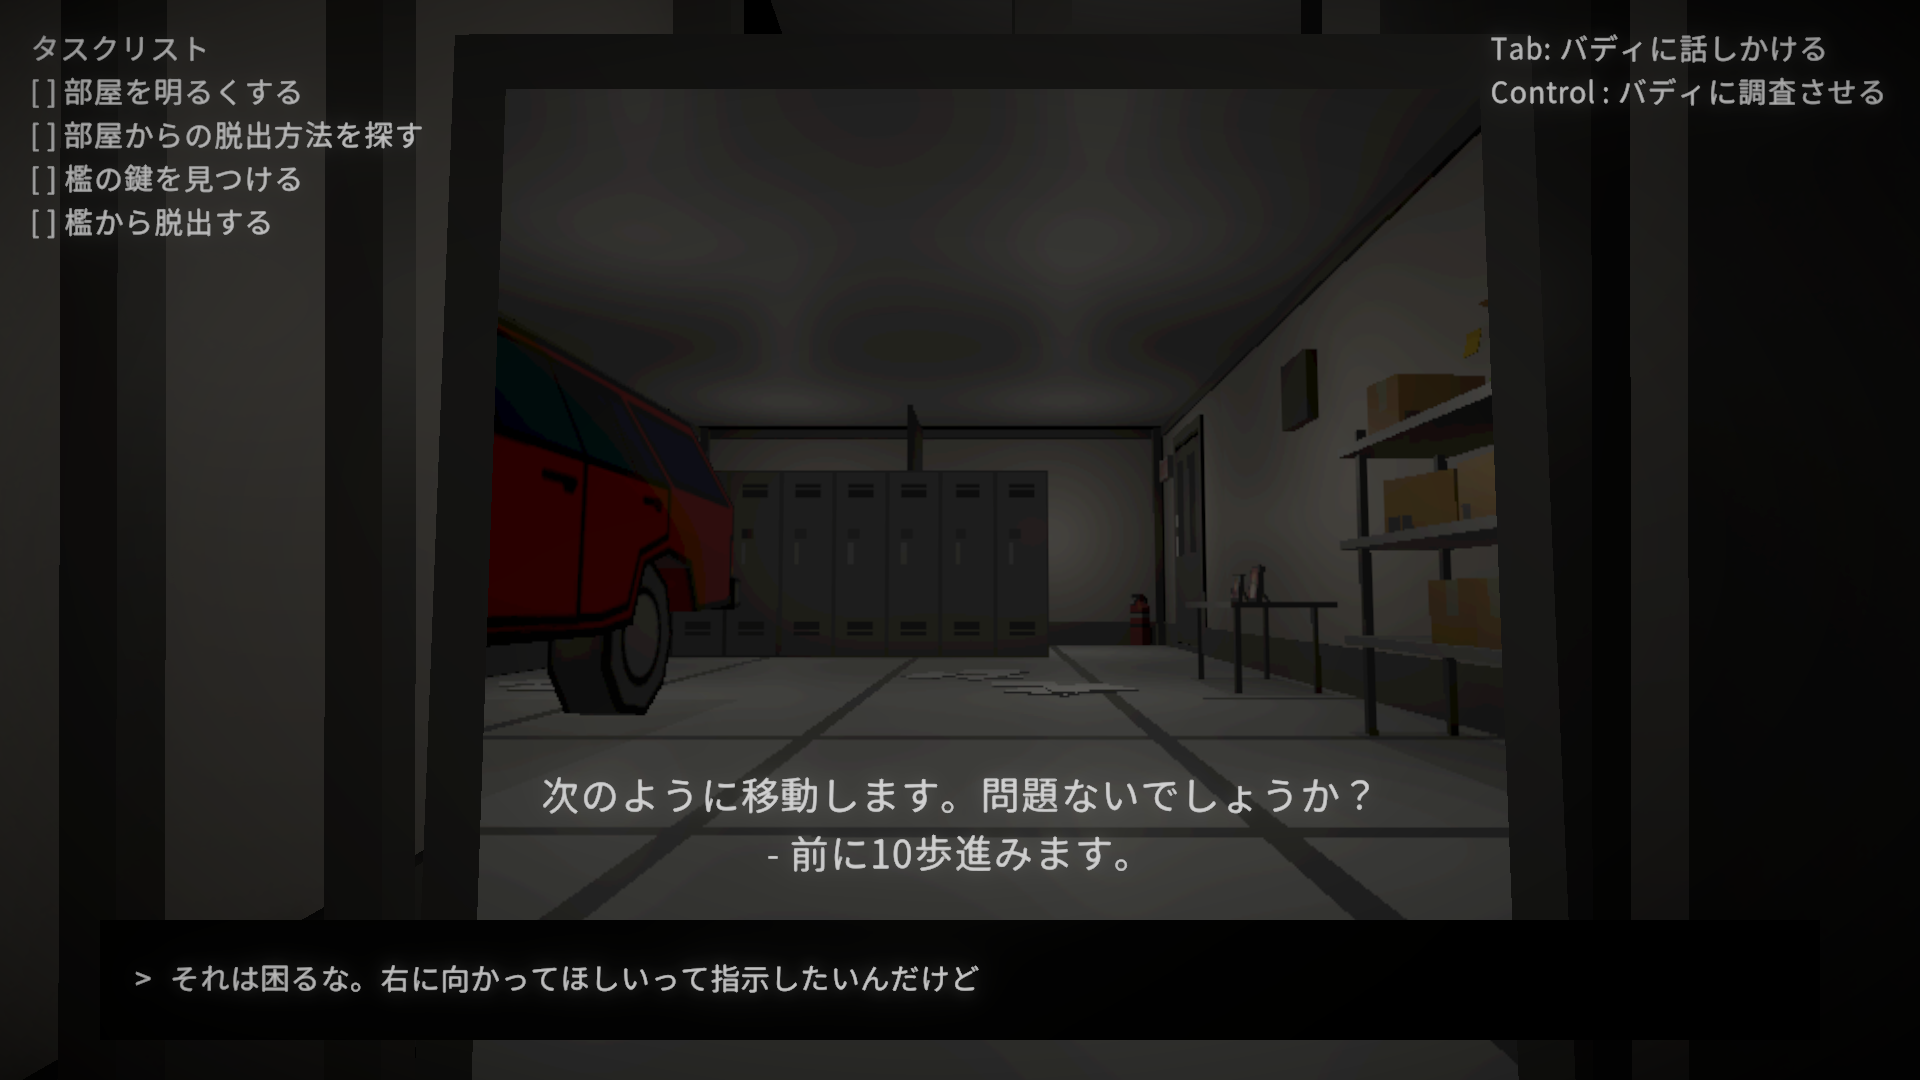 タスクリスト
[ ] 部屋を明るくする
[ ] 部屋からの脱出方法を探す
[ ] 檻の鍵を見つける
[ ] 檻から脱出する
Tab: バディに話しかける
Control : バディに調査させる
次のように移動します。問題ないでしょうか？
- 前に10歩進みます。
> それは困るな。右に向かってほしいって指示したいんだけど